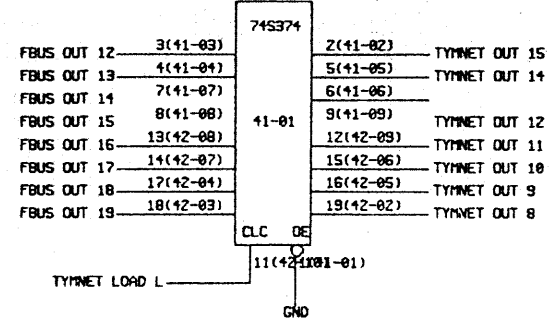 74S374
FBUS OUT 12 3(41-03) 2(41-02) TYMNET OUT 15
FBUS OUT 13 4(41-04) 5(41-05) TYMNET OUT 14
FBUS OUT 14 7(41-07) 6(41-06)
FBUS OUT 15 8(41-08) 41-01 9(41-09) TYMNET OUT 12
FBUS OUT 16 13(42-08) 12(42-09) TYMNET OUT 11
FBUS OUT 17 14(42-07) 15(42-06) TYMNET OUT 10
FBUS OUT 18 17(42-04) 16(42-05) TYMNET OUT 9
FBUS OUT 19 18(42-03) 19(42-02) TYMNET OUT 8
CLC OE
11(42 1-01)
TYMNET LOAD L
GND